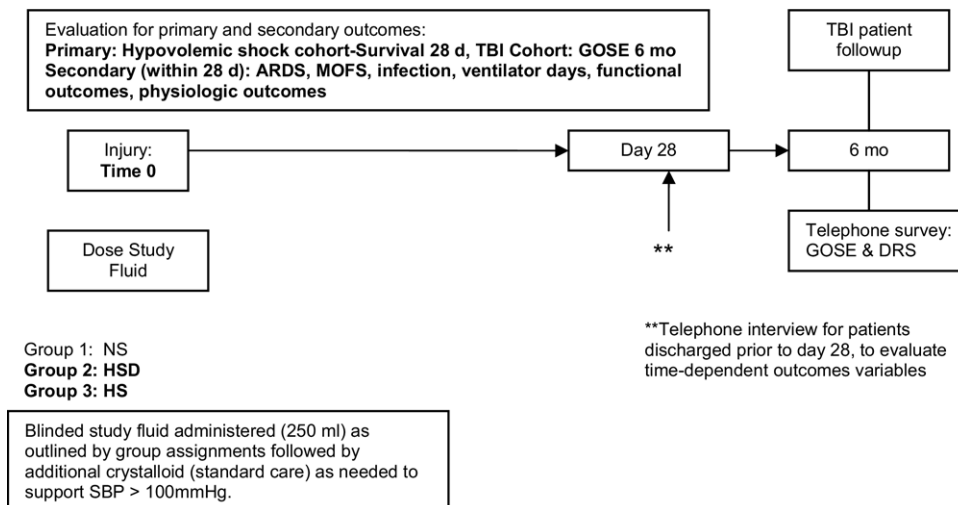 Evaluation for primary and secondary outcomes:
Primary: Hypovolemic shock cohort-Survival 28 d, TBI Cohort: GOSE 6 mo
Secondary (within 28 d): ARDS, MOFS, infection, ventilator days, functional
outcomes, physiologic outcomes
TBI patient
followup
Injury:
Time 0
Day 28
6 mo
Dose Study
Fluid
**
Telephone survey:
GOSE & DRS
Group 1: NS
Group 2: HSD
Group 3: HS
**Telephone interview for patients
discharged prior to day 28, to evaluate
time-dependent outcomes variables
Blinded study fluid administered (250 ml) as
outlined by group assignments followed by
additional crystalloid (standard care) as needed to
support SBP > 100mmHg.